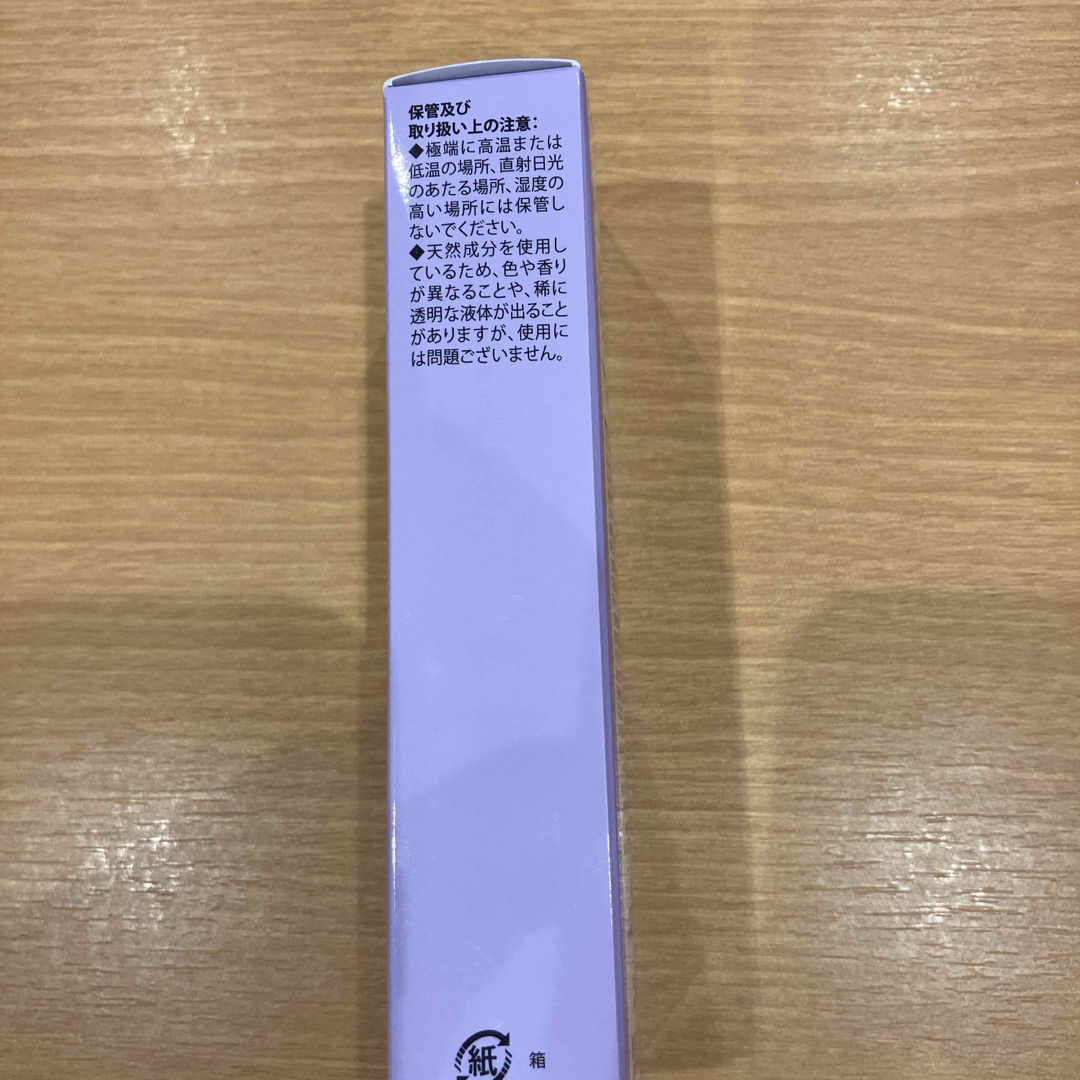 保管及び
取り扱い上の注意：
◆極端に高温または
低温の場所、直射日光
のあたる場所、湿度の
高い場所には保管し
ないでください。
◆天然成分を使用し
ているため、色や香り
が異なることや、稀に
透明な液体が出ること
がありますが、使用に
は問題ございません。
紙 箱